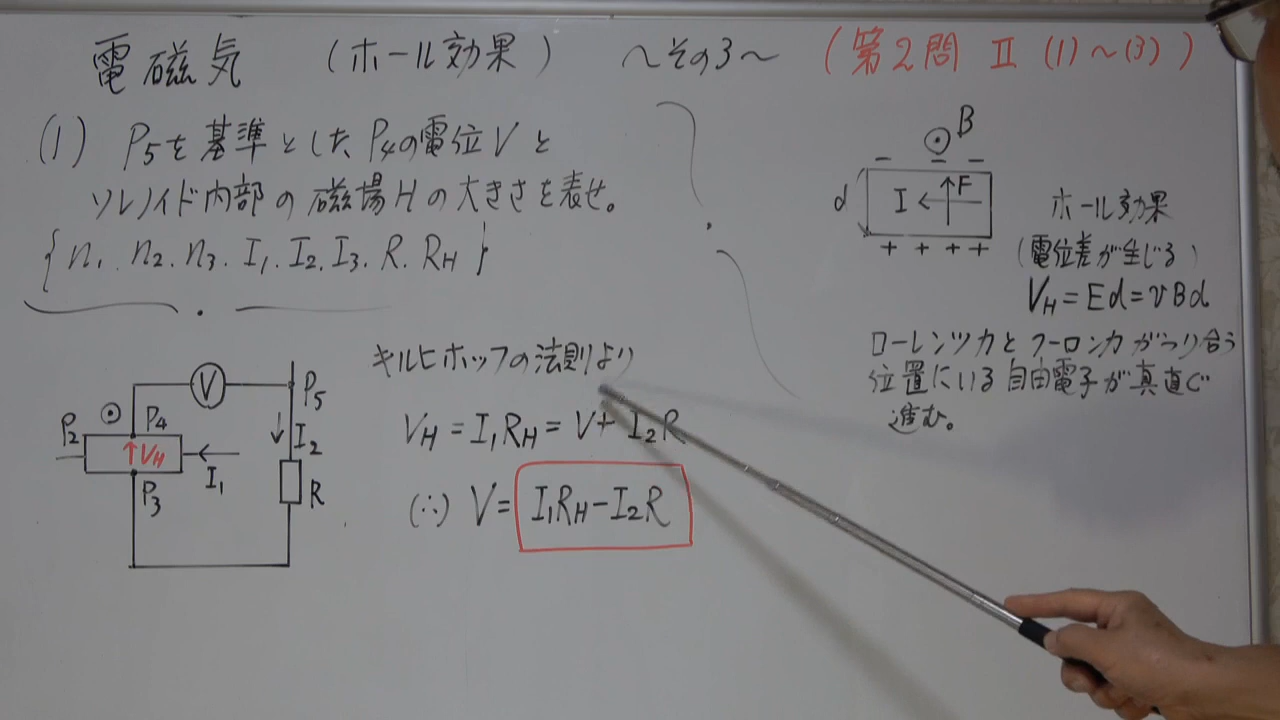 電磁気 (ホール効果) ～その3～ (第2問 Ⅱ (1)～(3))
(1) P5を基準としたP4の電位Vと
ソレノイド内部の磁場Hの大きさを表せ。
{n1. n2. n3. I1. I2. I3. R. RH}
B
- - -
d I ← F
+ + + +
ホール効果
(電位差が生じる)
VH = Ed = vBd
ローレンツ力とクーロン力がつり合う
位置にいる自由電子が真直ぐ
進む。
V
P5
P4
P2
VH
I1
I2
P3
R
キルヒホッフの法則より
VH = I1RH = V + I2R
(∴) V = I1RH - I2R